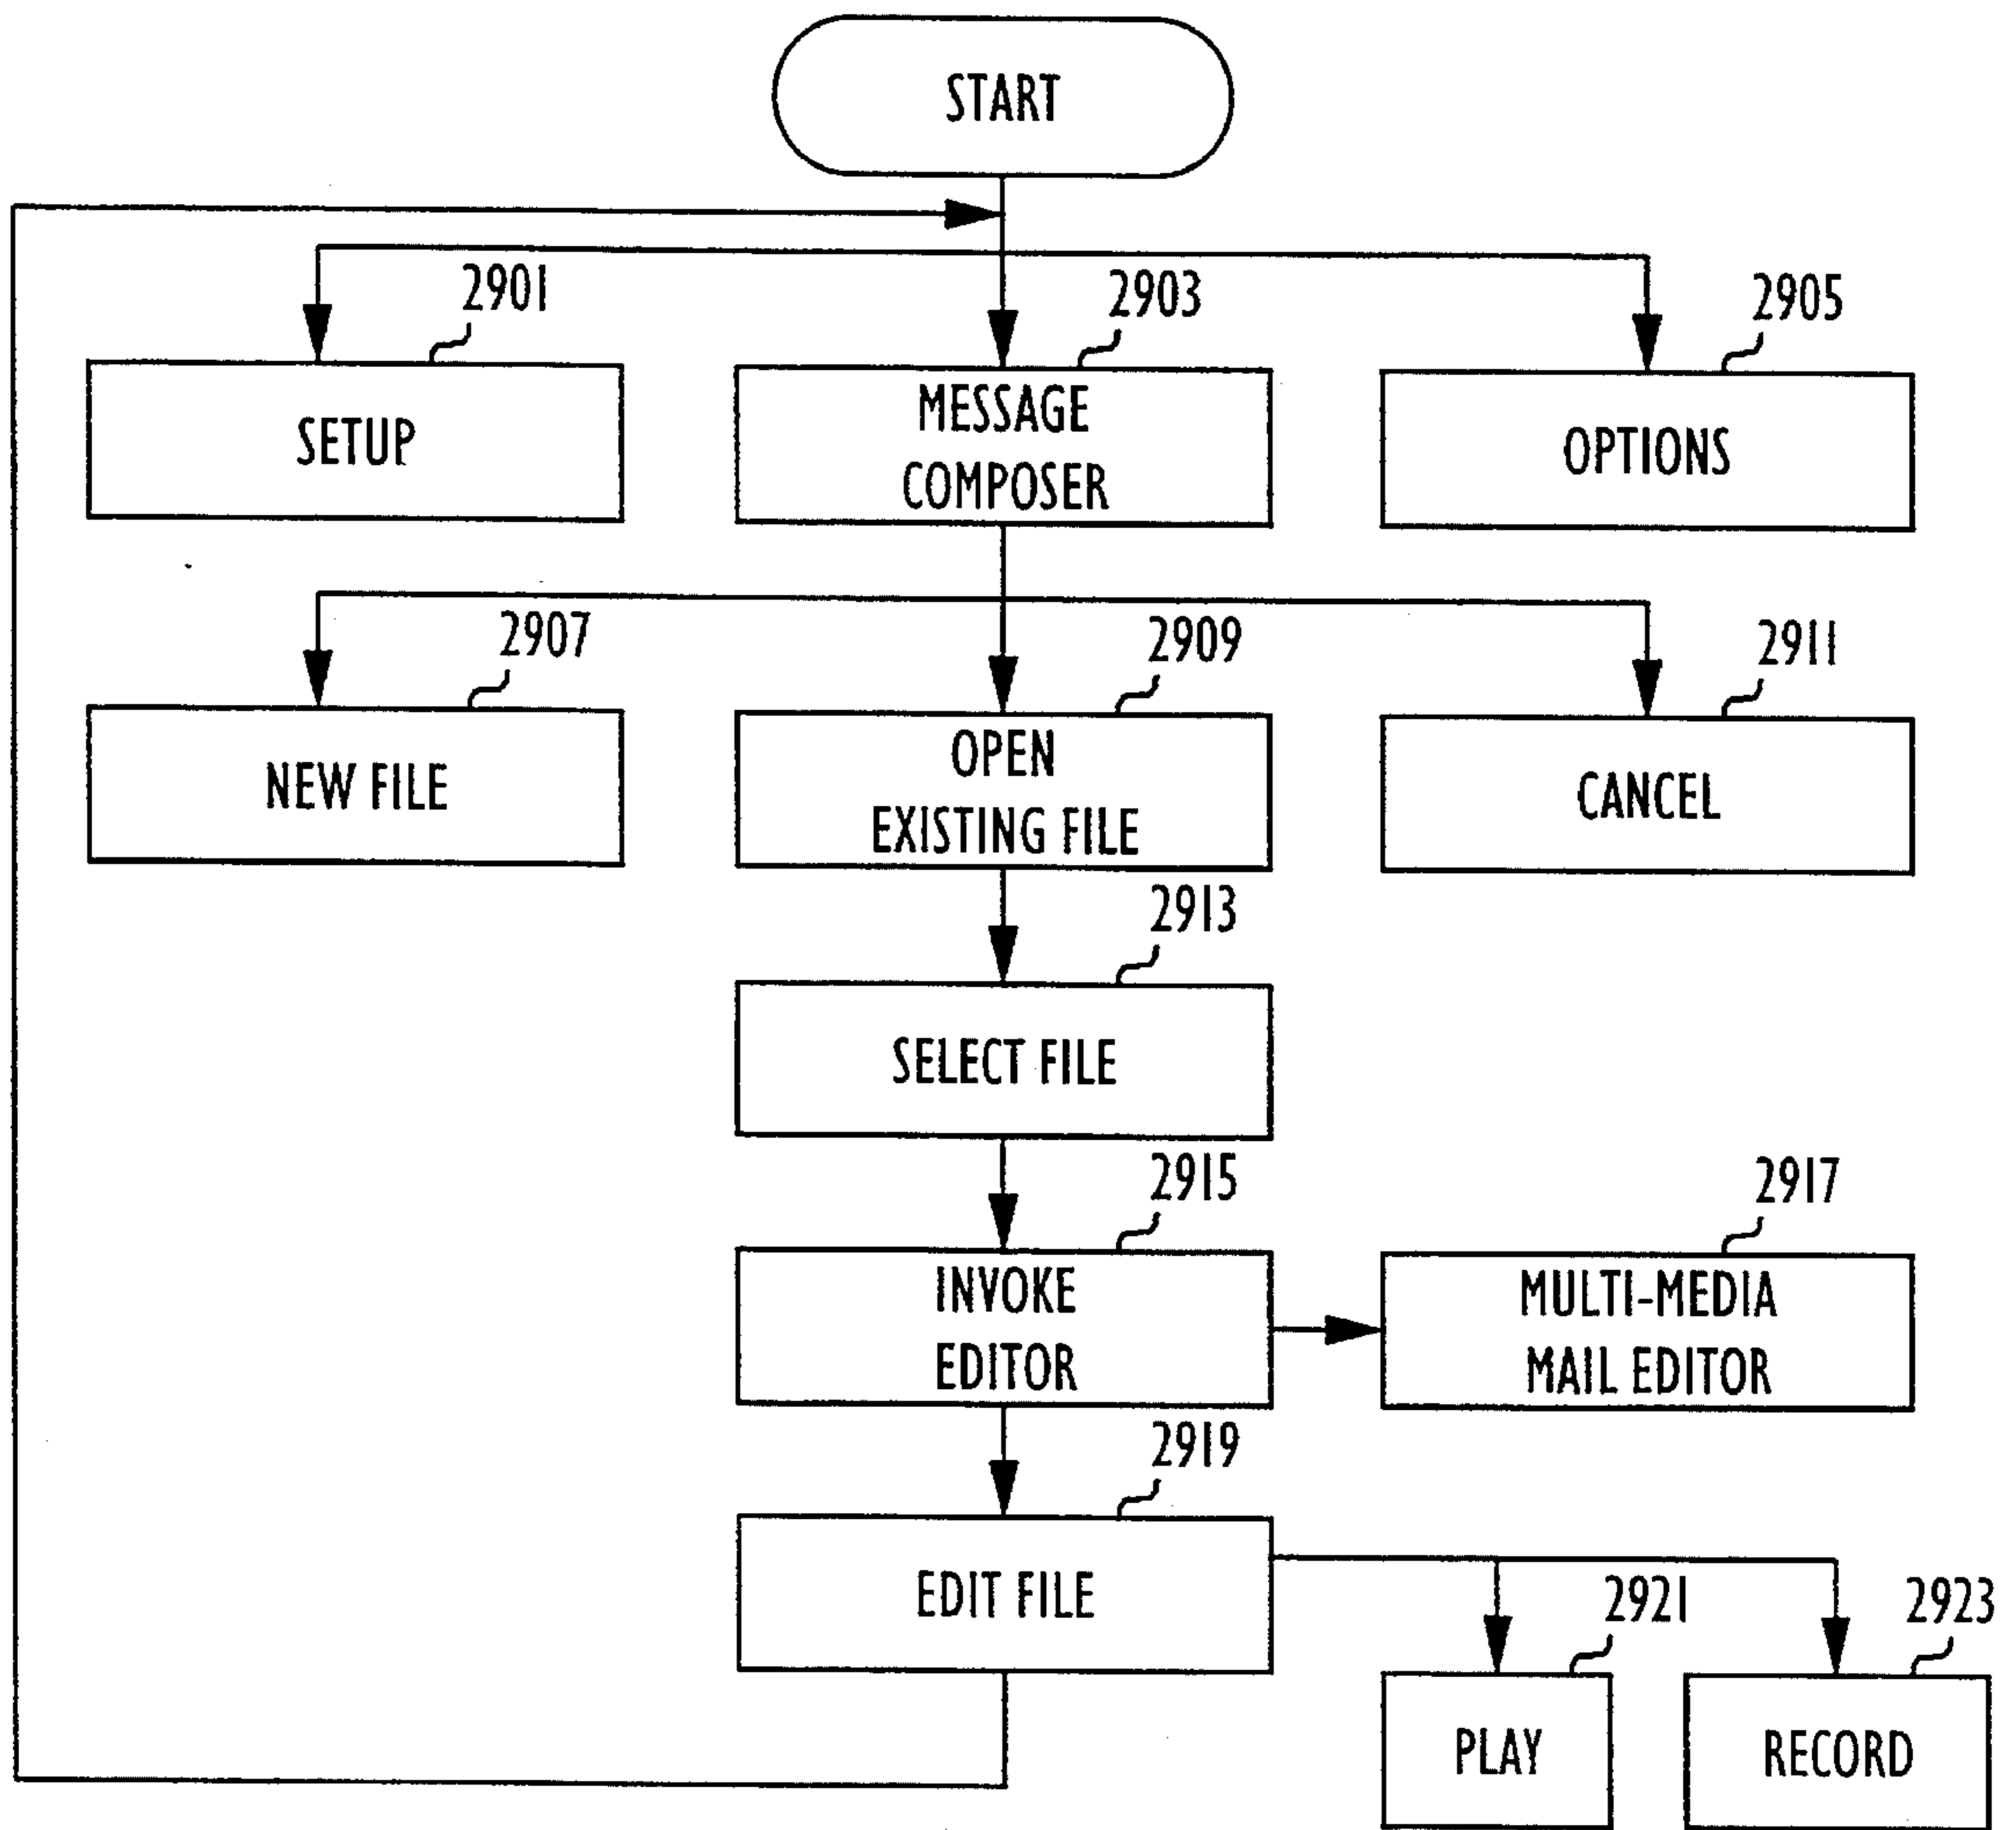 START
2901
2903
2905
SETUP
MESSAGE
COMPOSER
OPTIONS
2907
2909
2911
NEW FILE
OPEN
EXISTING FILE
CANCEL
2913
SELECT FILE
2915
2917
INVOKE
EDITOR
MULTI-MEDIA
MAIL EDITOR
2919
EDIT FILE
2921
2923
PLAY
RECORD